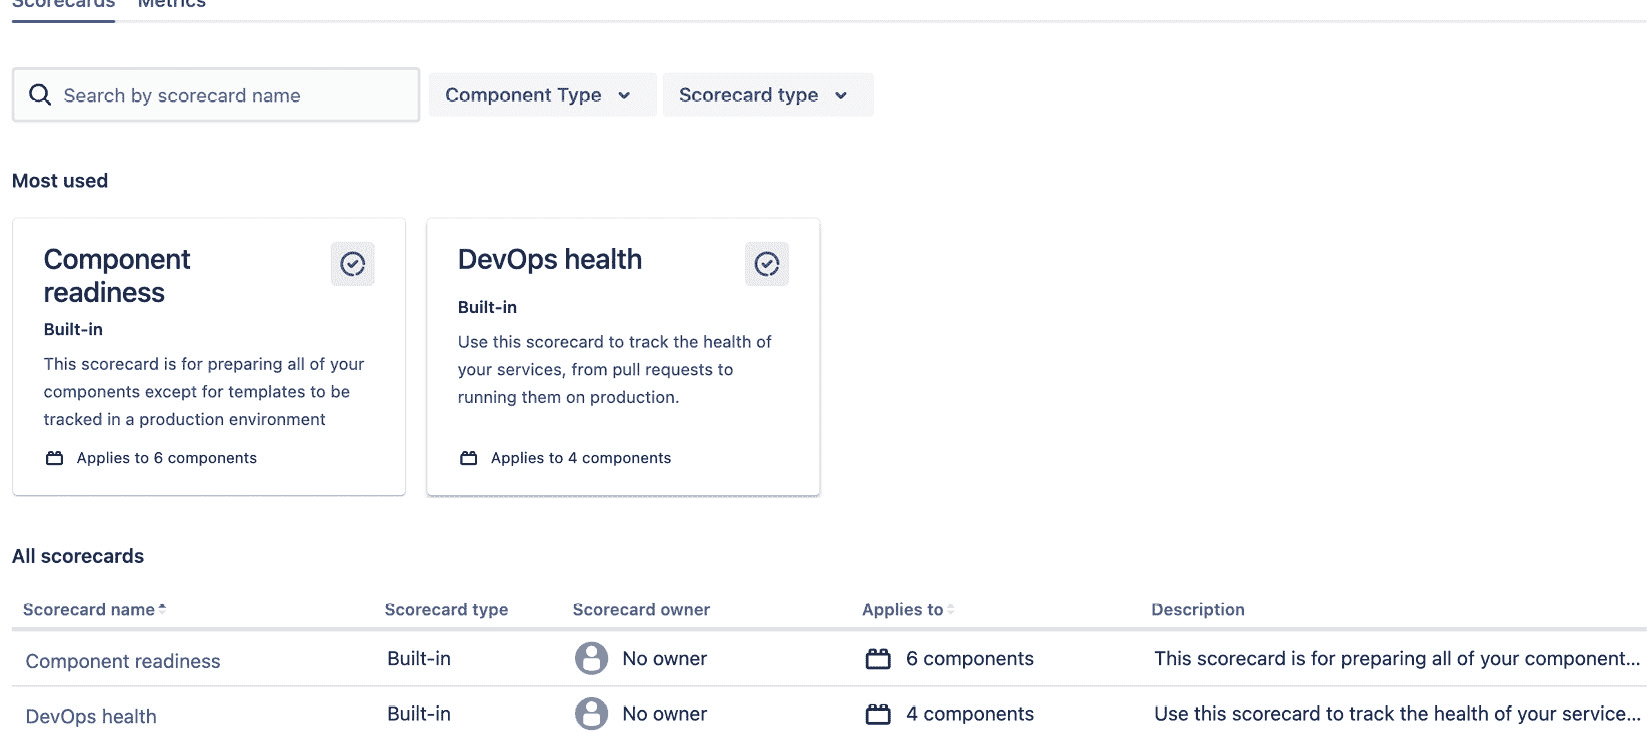 Scorecards Metrics
Search by scorecard name
Component Type
Scorecard type
Most used
Component
readiness
Built-in
This scorecard is for preparing all of your
components except for templates to be
tracked in a production environment
Applies to 6 components
DevOps health
Built-in
Use this scorecard to track the health of
your services, from pull requests to
running them on production.
Applies to 4 components
All scorecards
Scorecard name Scorecard type Scorecard owner Applies to Description
Component readiness Built-in No owner 6 components This scorecard is for preparing all of your component...
DevOps health Built-in No owner 4 components Use this scorecard to track the health of your service...